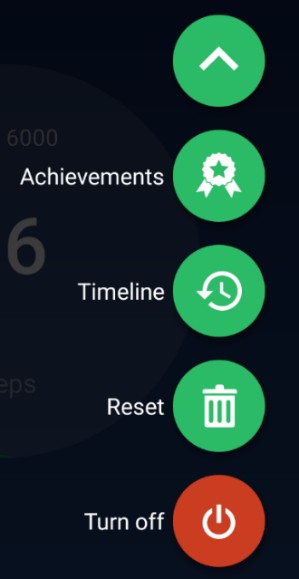 6000
Achievements
6
Timeline
eps
Reset
Turn off